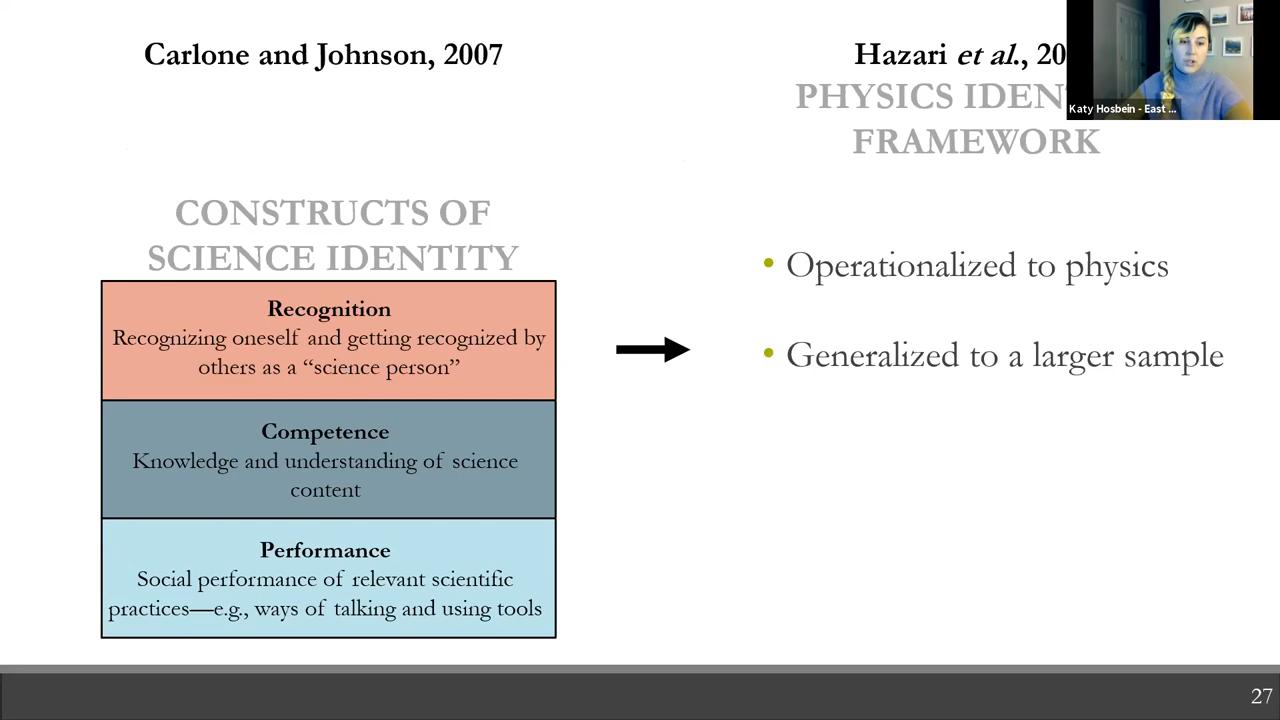 Carlone and Johnson, 2007
CONSTRUCTS OF
SCIENCE IDENTITY
Recognition
Recognizing oneself and getting recognized by
others as a “science person”
Competence
Knowledge and understanding of science
content
Performance
Social performance of relevant scientific
practices—e.g., ways of talking and using tools
Hazari et al., 20
PHYSICS IDEN
FRAMEWORK
• Operationalized to physics
• Generalized to a larger sample
Katy Hosbein - East ...
27